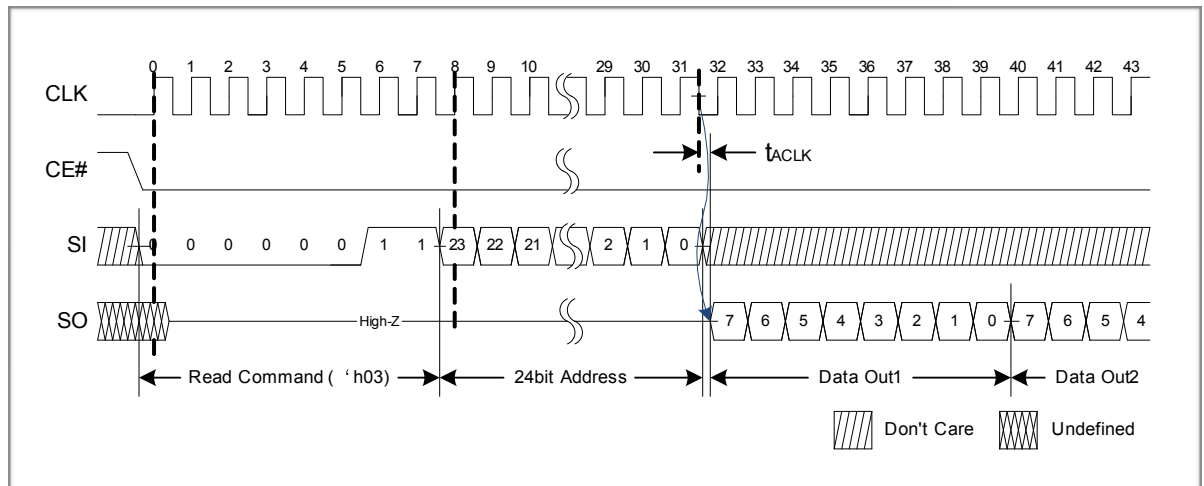 0 1 2 3 4 5 6 7 8 9 10 29 30 31 32 33 34 35 36 37 38 39 40 41 42 43
CLK
tACLK
CE#
SI 0 0 0 0 0 0 1 1 23 22 21 2 1 0
SO High-Z 7 6 5 4 3 2 1 0 7 6 5 4
Read Command ( ‘h03) 24bit Address Data Out1 Data Out2
Don't Care Undefined